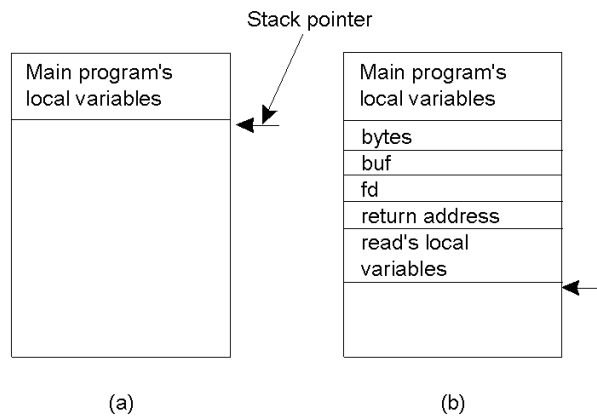 Stack pointer
Main program's
local variables
Main program's
local variables
bytes
buf
fd
return address
read's local
variables
(a)
(b)